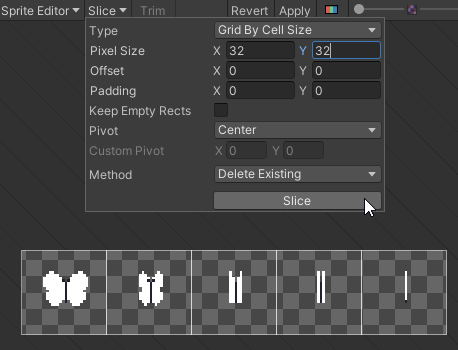 Sprite Editor Slice Trim Revert Apply
Type Grid By Cell Size
Pixel Size X 32 Y 32
Offset X 0 Y 0
Padding X 0 Y 0
Keep Empty Rects
Pivot Center
Custom Pivot X 0 Y 0
Method Delete Existing
Slice